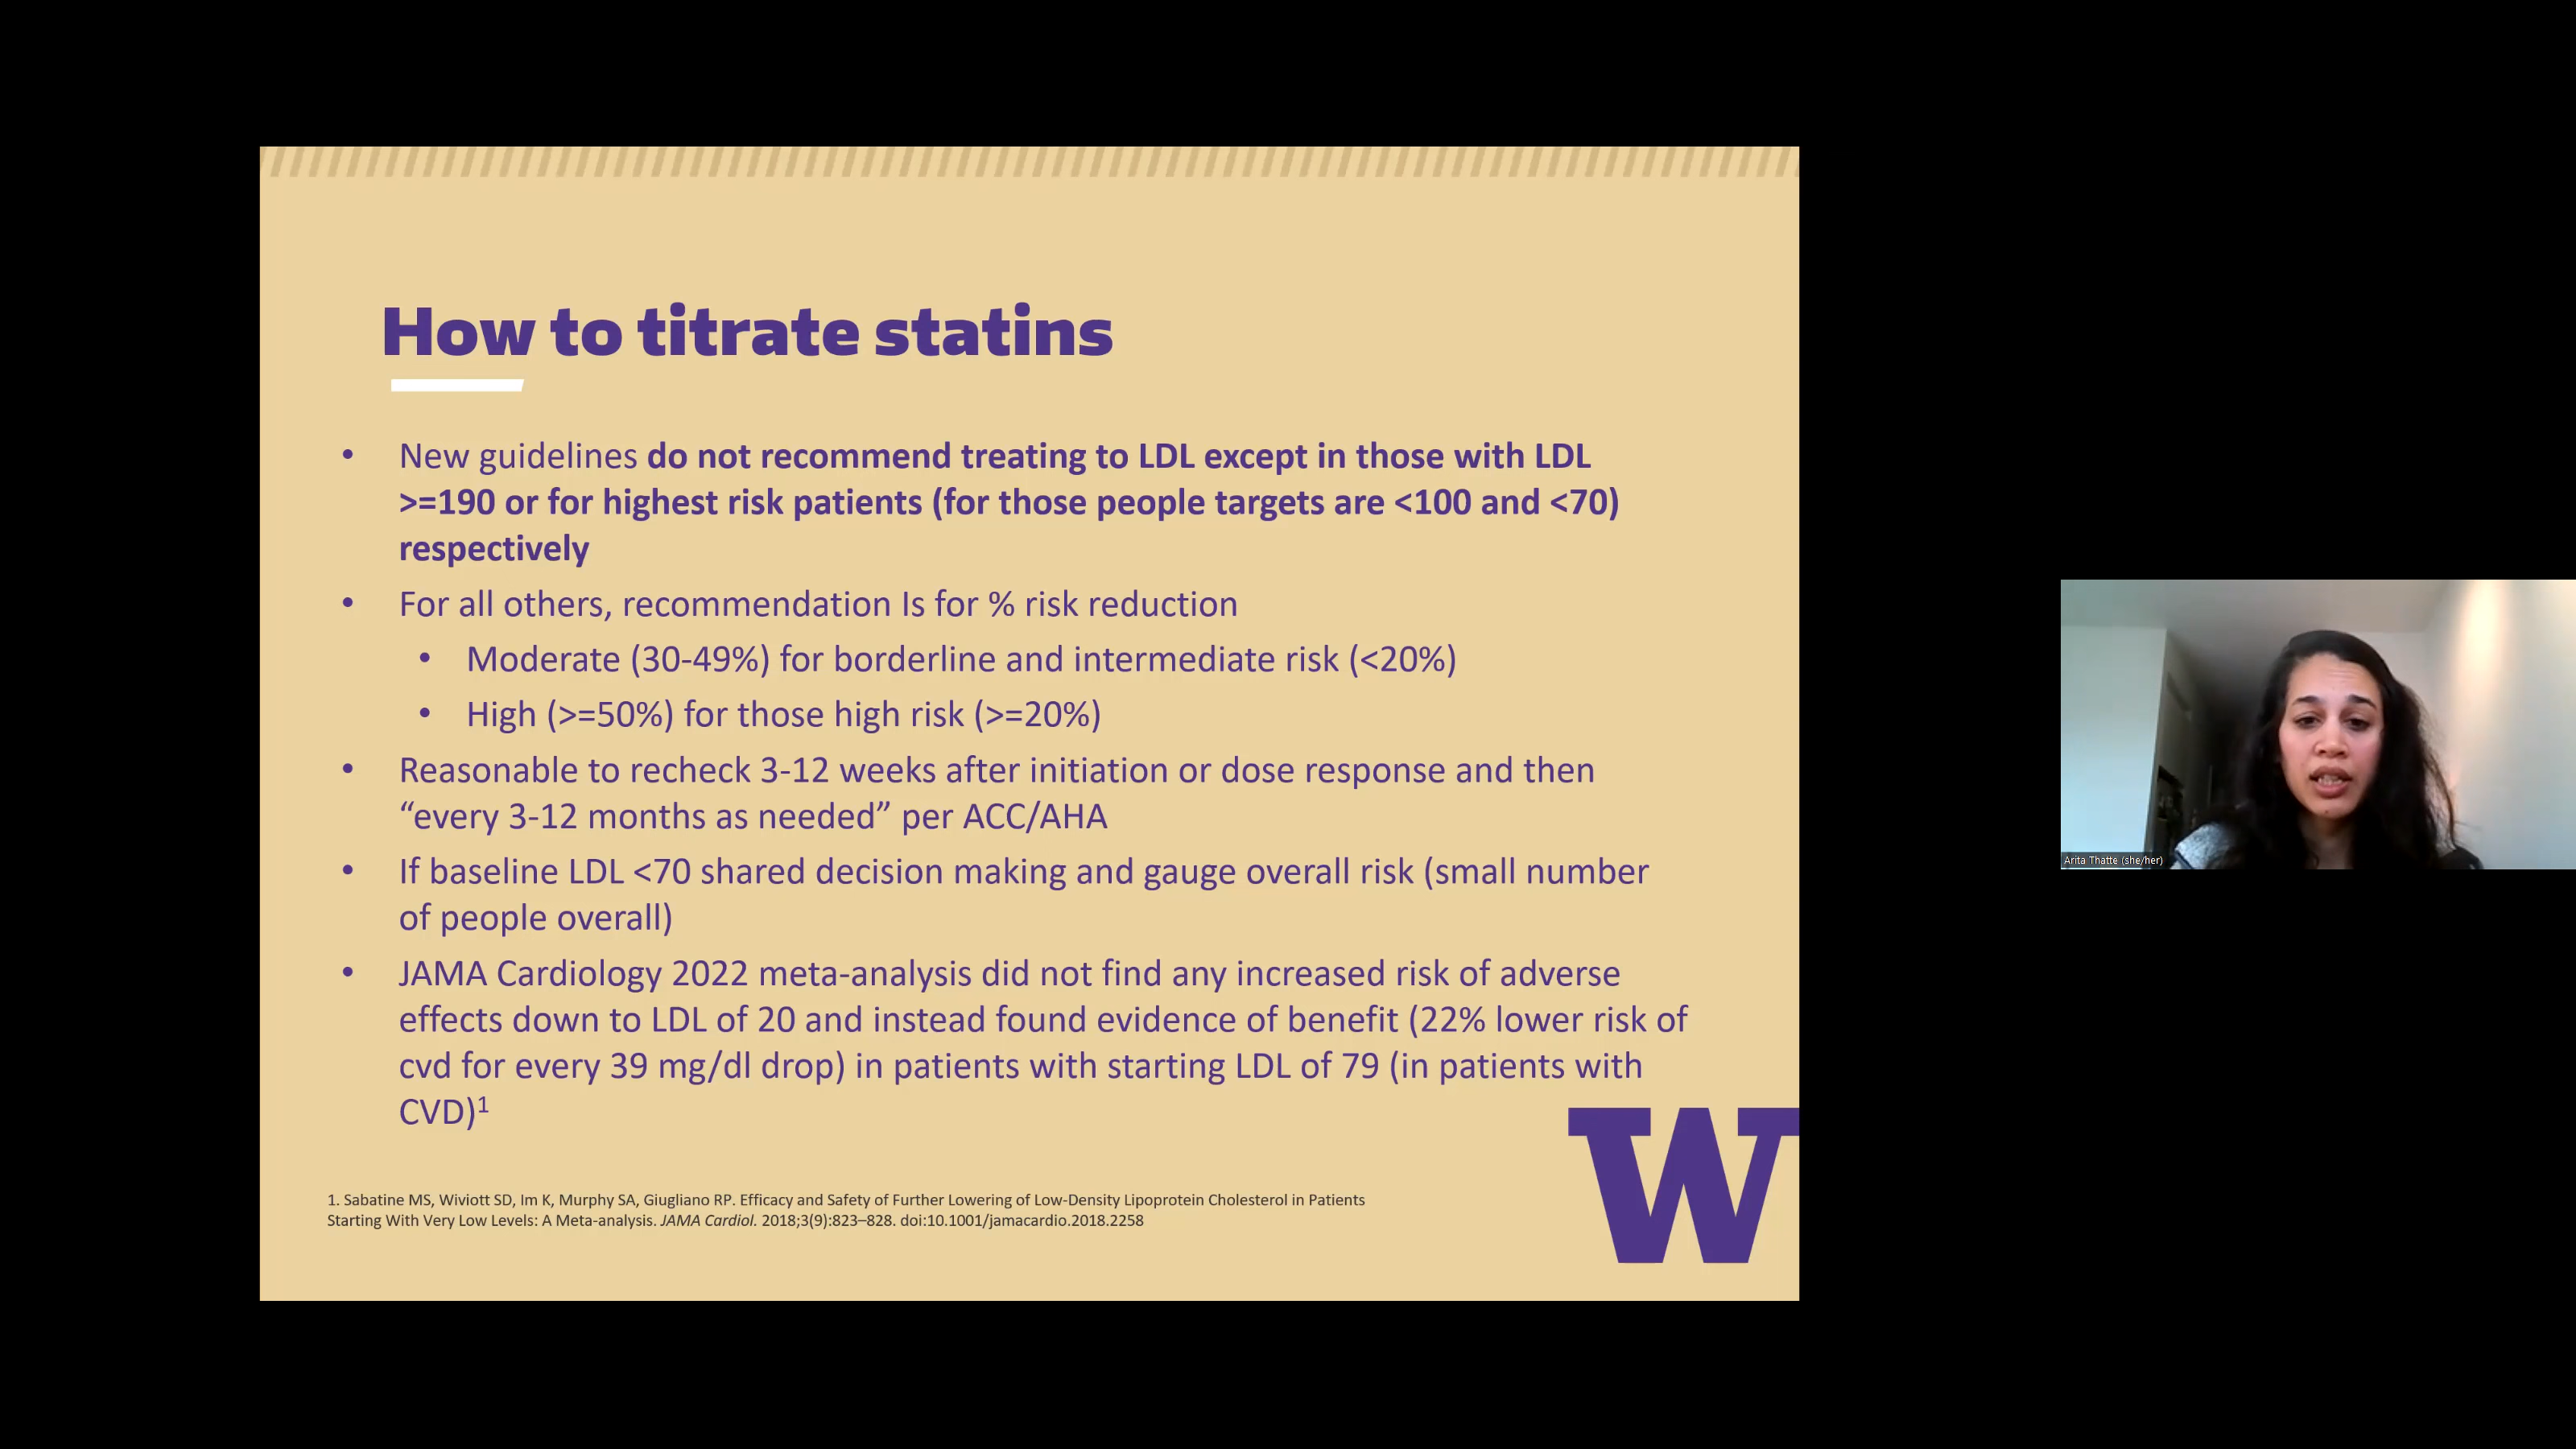 How to titrate statins
• New guidelines do not recommend treating to LDL except in those with LDL
>=190 or for highest risk patients (for those people targets are <100 and <70)
respectively
• For all others, recommendation Is for % risk reduction
• Moderate (30-49%) for borderline and intermediate risk (<20%)
• High (>=50%) for those high risk (>=20%)
• Reasonable to recheck 3-12 weeks after initiation or dose response and then
“every 3-12 months as needed” per ACC/AHA
• If baseline LDL <70 shared decision making and gauge overall risk (small number
of people overall)
• JAMA Cardiology 2022 meta-analysis did not find any increased risk of adverse
effects down to LDL of 20 and instead found evidence of benefit (22% lower risk of
cvd for every 39 mg/dl drop) in patients with starting LDL of 79 (in patients with
CVD)¹
1. Sabatine MS, Wiviott SD, Im K, Murphy SA, Giugliano RP. Efficacy and Safety of Further Lowering of Low-Density Lipoprotein Cholesterol in Patients
Starting With Very Low Levels: A Meta-analysis. JAMA Cardiol. 2018;3(9):823–828. doi:10.1001/jamacardio.2018.2258
W
Arita Thatte (she/her)